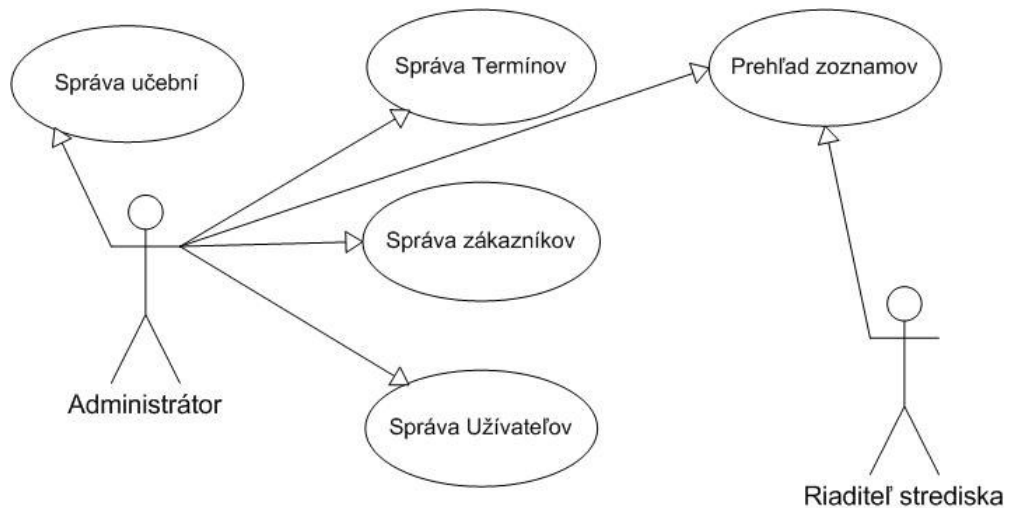 Správa učební
Správa Termínov
Prehľad zoznamov
Správa zákazníkov
Administrátor
Správa Užívateľov
Riaditeľ strediska